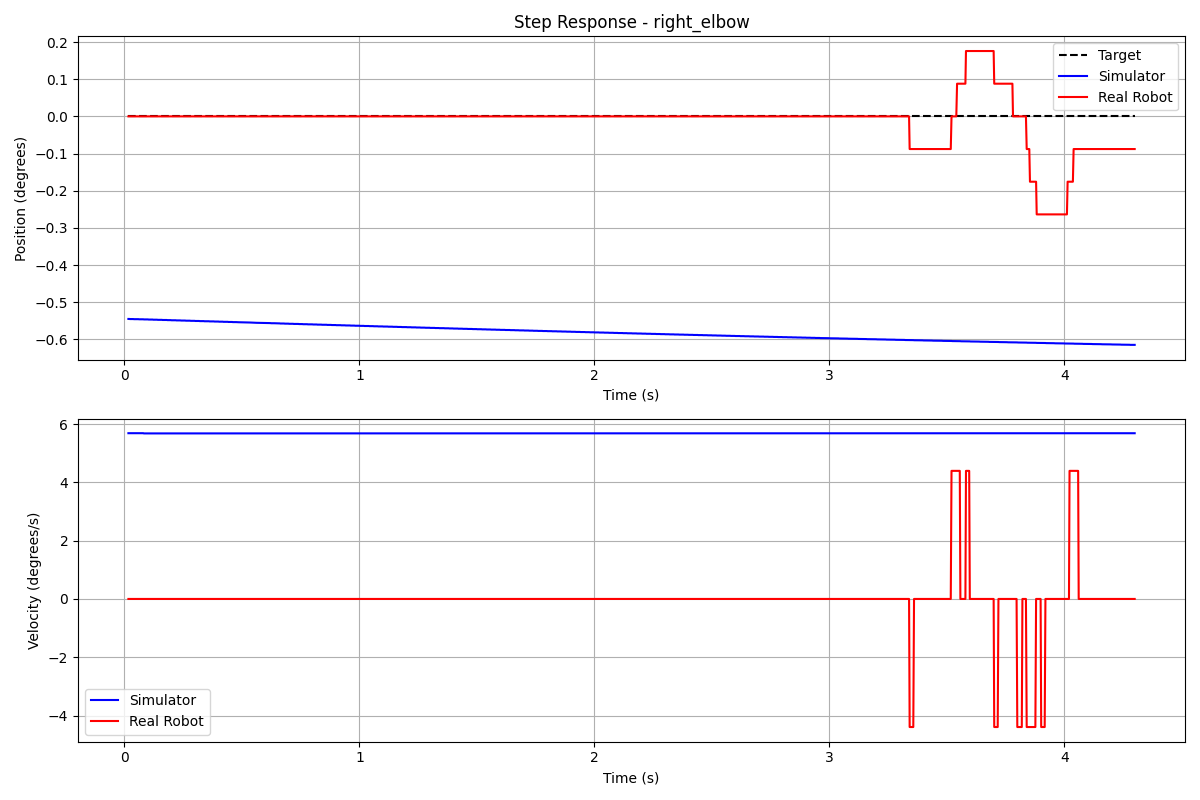 Step Response - right_elbow
0.2
0.1
0.0
−0.1
−0.2
−0.3
−0.4
−0.5
−0.6
Position (degrees)
Target
Simulator
Real Robot
0 1 2 3 4
Time (s)
6
4
2
0
−2
−4
Velocity (degrees/s)
Simulator
Real Robot
0 1 2 3 4
Time (s)